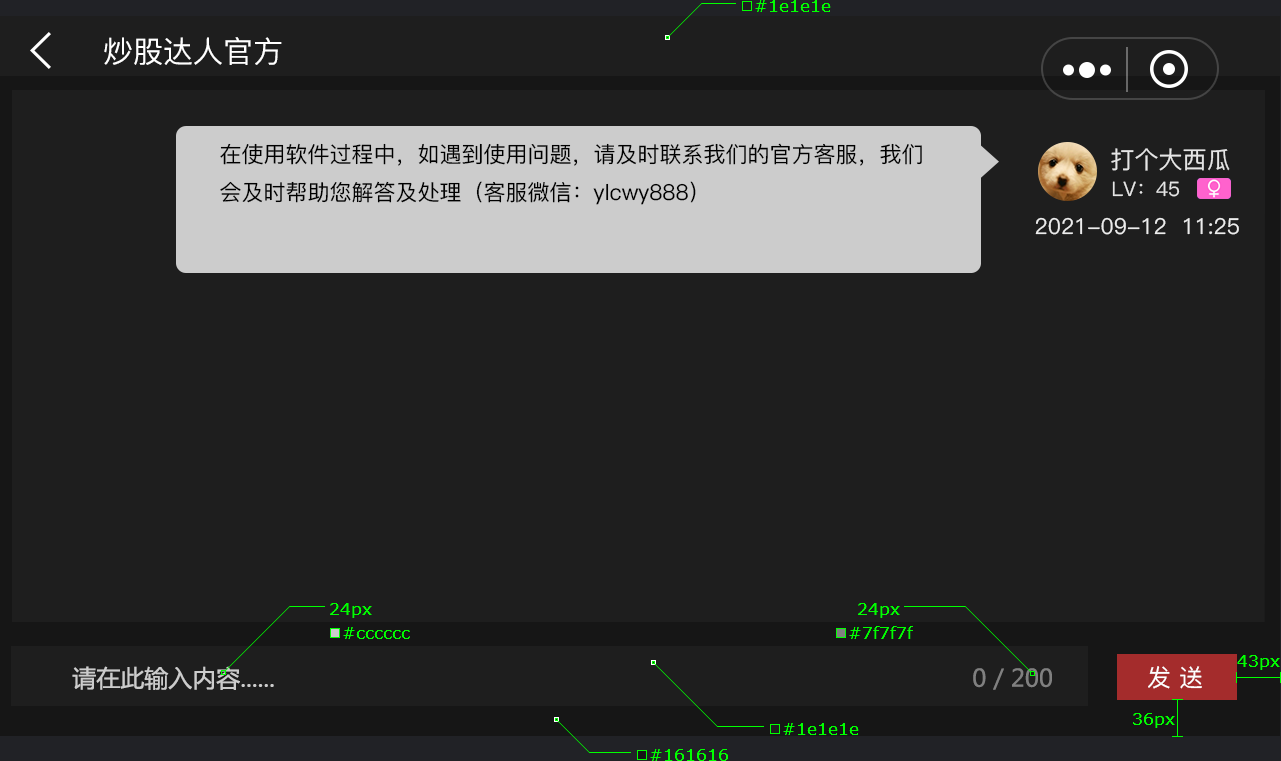 #1e1e1e
炒股达人官方
在使用软件过程中，如遇到使用问题，请及时联系我们的官方客服，我们
会及时帮助您解答及处理（客服微信：ylcwy888）
打个大西瓜
LV：45 ♀
2021-09-12 11:25
24px
#cccccc
24px
#7f7f7f
请在此输入内容......
0 / 200
发 送
43px
36px
#1e1e1e
#161616